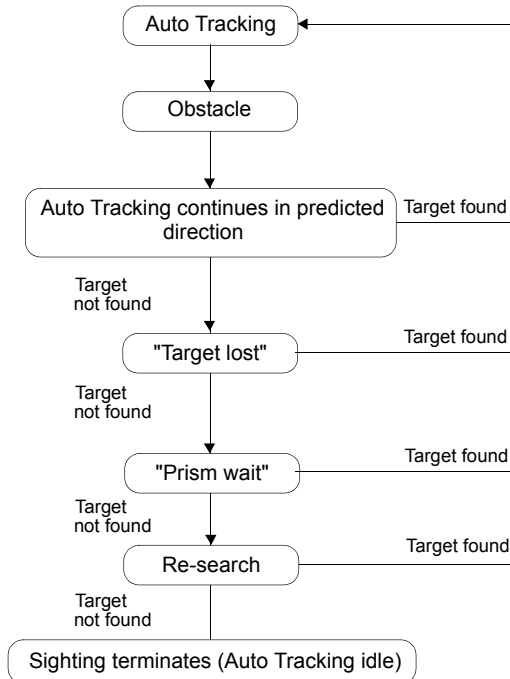 Auto Tracking
Obstacle
Auto Tracking continues in predicted
direction
Target found
Target
not found
"Target lost"
Target found
Target
not found
"Prism wait"
Target found
Target
not found
Re-search
Target found
Target
not found
Sighting terminates (Auto Tracking idle)